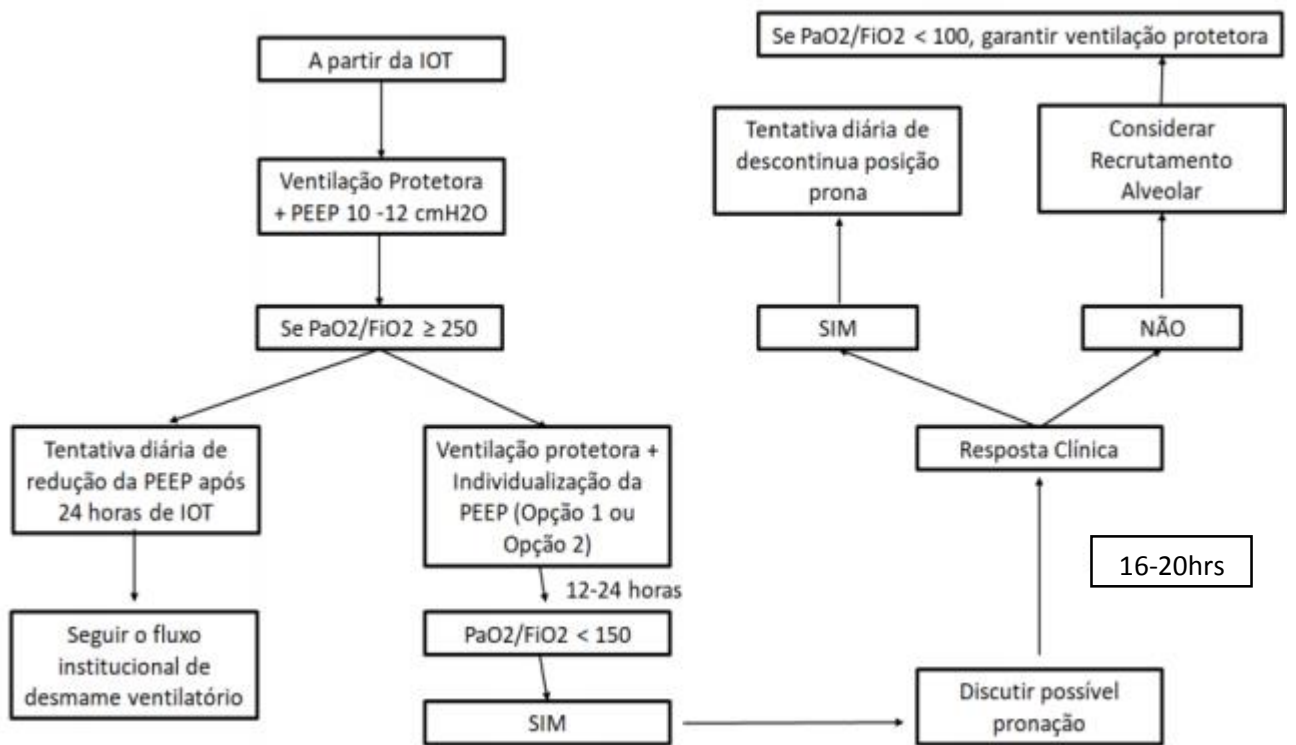 A partir da IOT
Ventilação Protetora
+ PEEP 10 -12 cmH2O
Se PaO2/FiO2 ≥ 250
Tentativa diária de
redução da PEEP após
24 horas de IOT
Seguir o fluxo
institucional de
desmame ventilatório
Ventilação protetora +
Individualização da
PEEP (Opção 1 ou
Opção 2)
12-24 horas
PaO2/FiO2 < 150
SIM
Discutir possível
pronação
16-20hrs
Resposta Clínica
SIM
Tentativa diária de
descontinua posição
prona
NÃO
Considerar
Recrutamento
Alveolar
Se PaO2/FiO2 < 100, garantir ventilação protetora